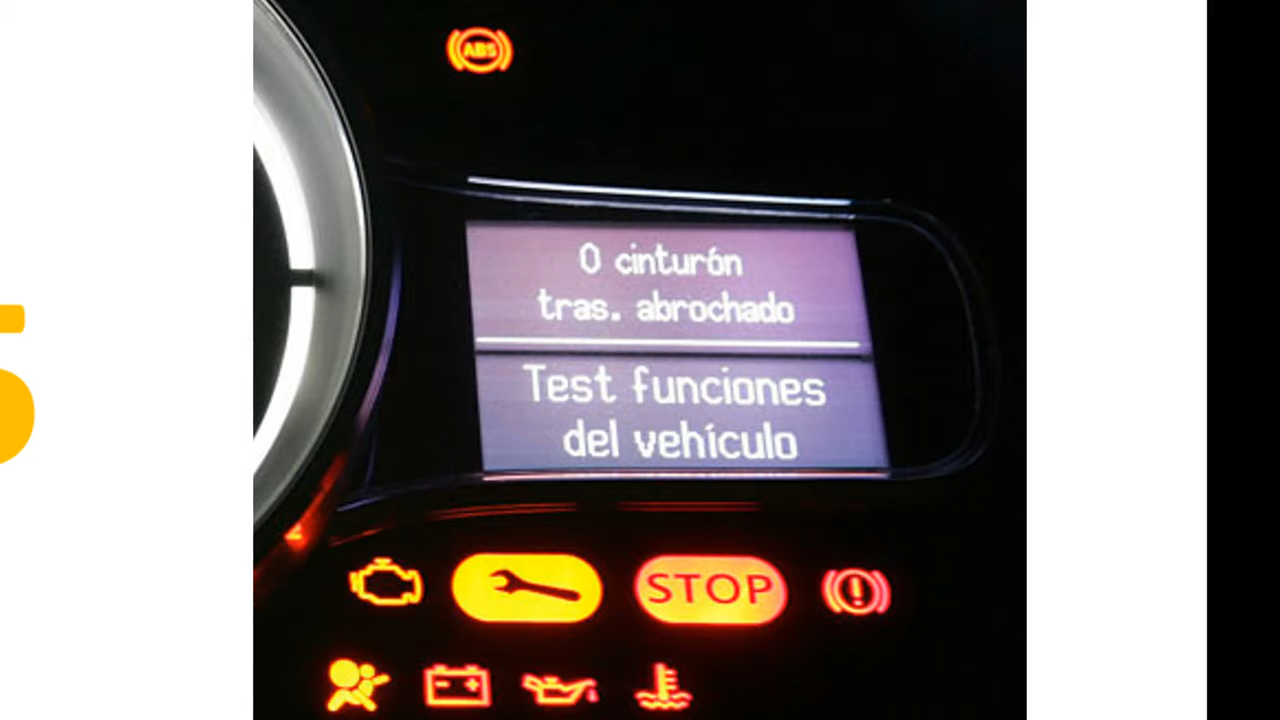 ABS
0 cinturón
tras. abrochado
Test funciones
del vehículo
STOP